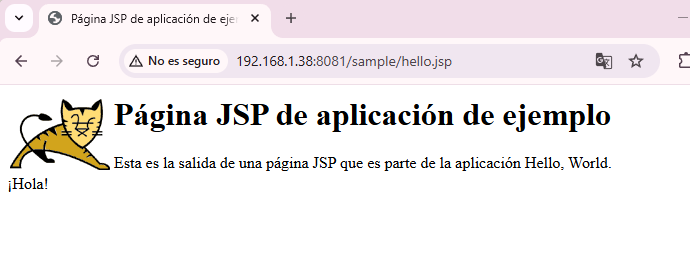 Página JSP de aplicación de eje
No es seguro
192.168.1.38:8081/sample/hello.jsp
Página JSP de aplicación de ejemplo
Esta es la salida de una página JSP que es parte de la aplicación Hello, World.
¡Hola!